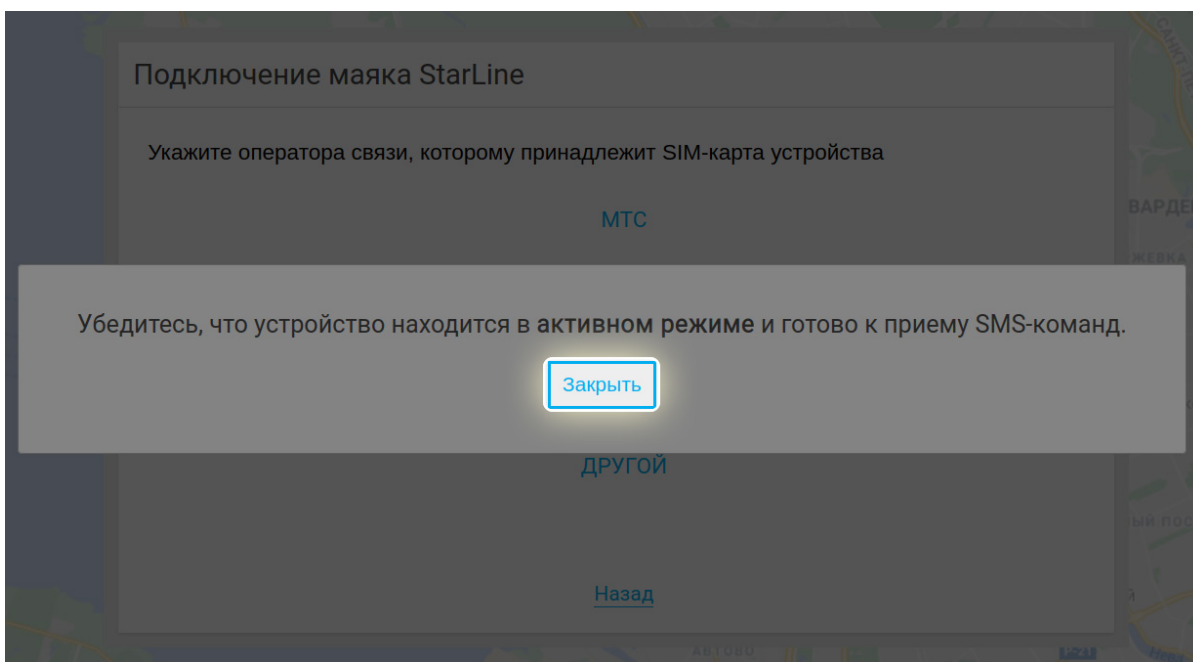 Подключение маяка StarLine
Укажите оператора связи, которому принадлежит SIM-карта устройства
МТС
Убедитесь, что устройство находится в активном режиме и готово к приему SMS-команд.
Закрыть
ДРУГОЙ
Назад
АВТОВО